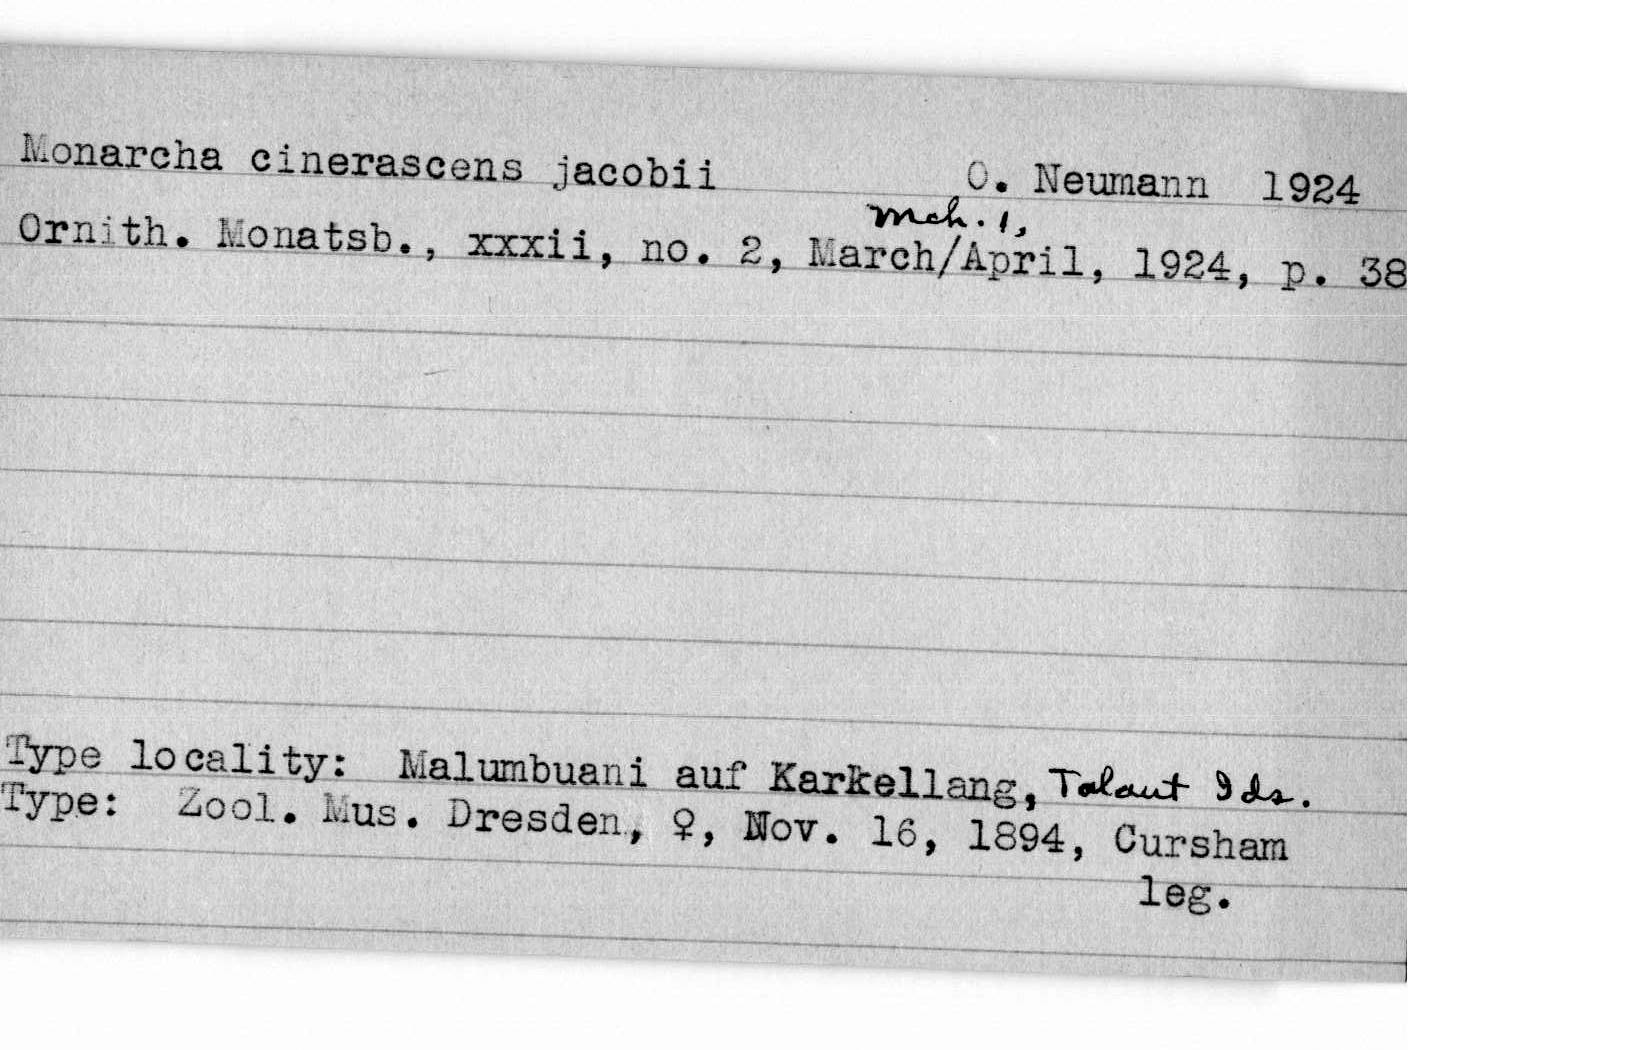 Monarcha cinerascens jacobii O. Neumann 1924
Mch. 1,
Ornith. Monatsb., xxxii, no. 2, March/April, 1924, p. 38
Type locality: Malumbuani auf Karkellang, Talaut Ids.
Type: Zool. Mus. Dresden, ♀, Nov. 16, 1894, Cursham
leg.